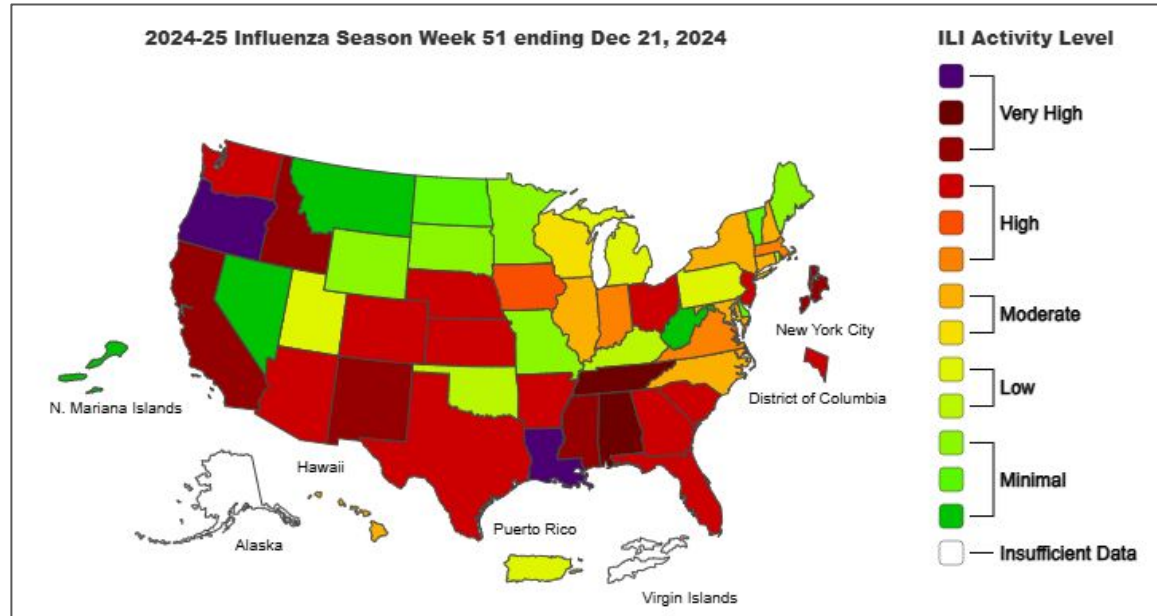 2024-25 Influenza Season Week 51 ending Dec 21, 2024
ILI Activity Level
Very High
High
Moderate
Low
Minimal
Insufficient Data
New York City
District of Columbia
N. Mariana Islands
Hawaii
Alaska
Puerto Rico
Virgin Islands